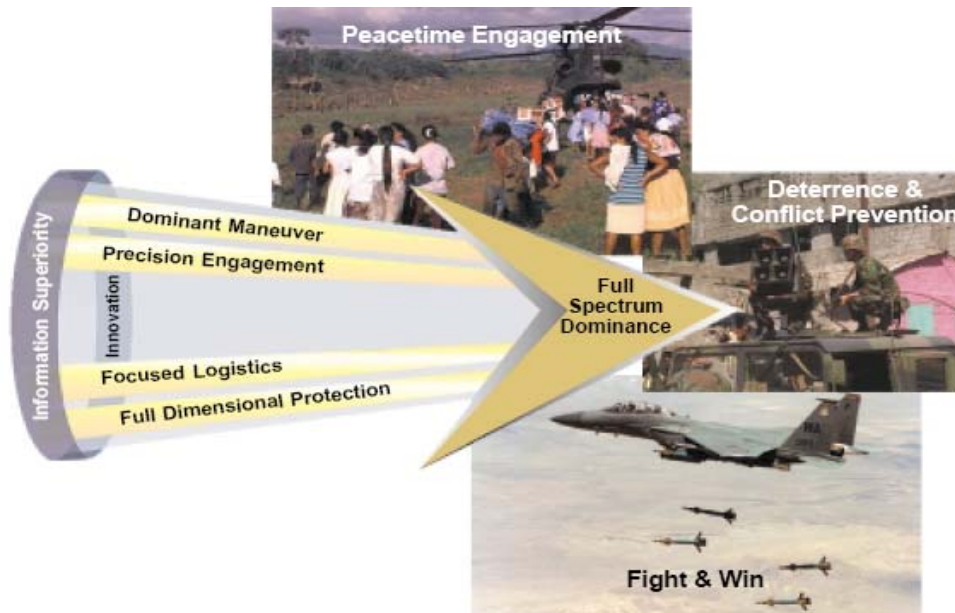 Peacetime Engagement
Deterrence &
Conflict Prevention
Information Superiority
Innovation
Dominant Maneuver
Precision Engagement
Focused Logistics
Full Dimensional Protection
Full
Spectrum
Dominance
Fight & Win